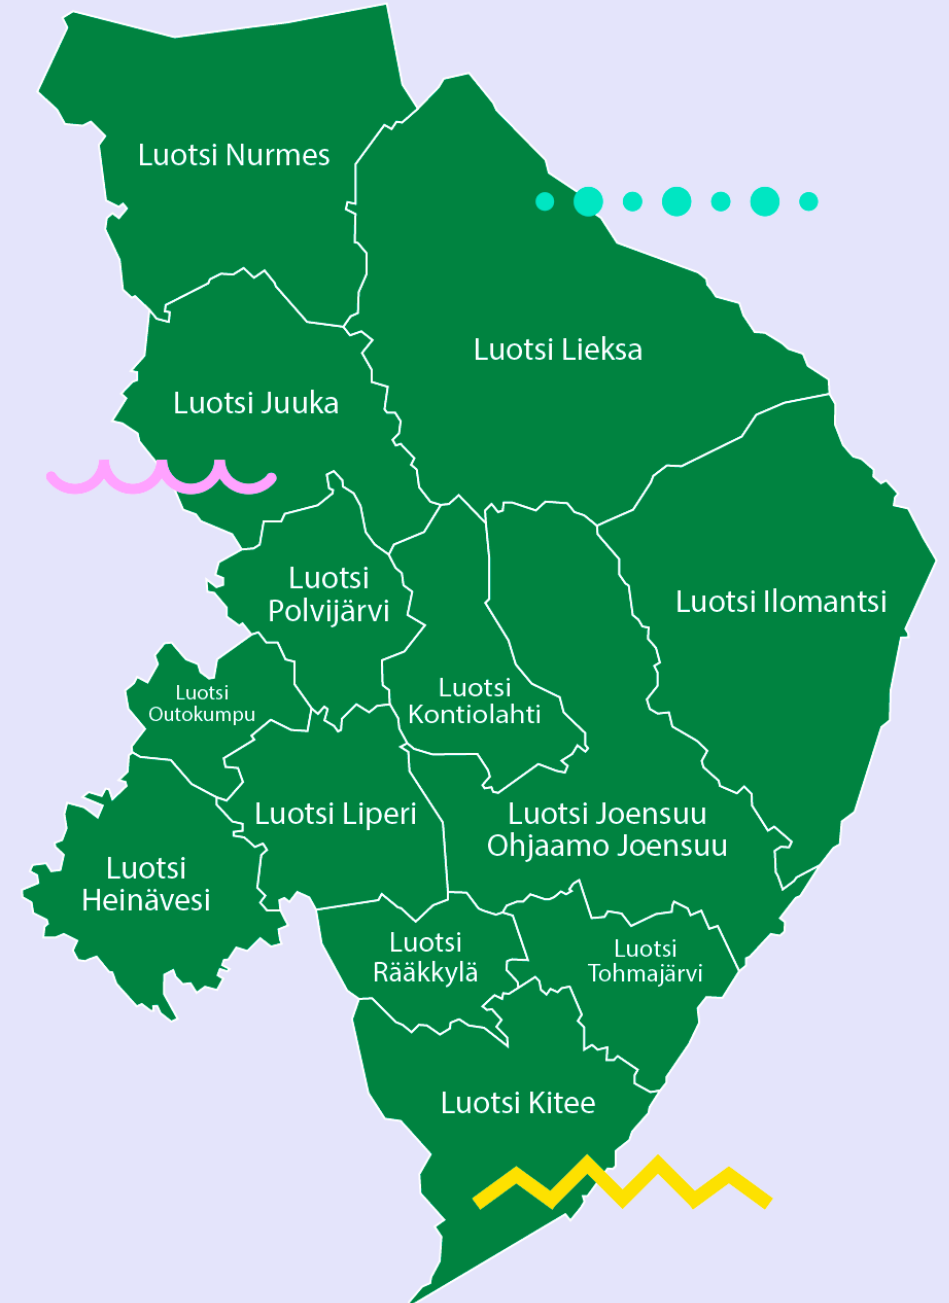 Luotsi Nurmes
Luotsi Lieksa
Luotsi Juuka
Luotsi
Polvijärvi
Luotsi Ilomantsi
Luotsi
Outokumpu
Luotsi
Kontiolahti
Luotsi Liperi
Luotsi Joensuu
Ohjaamo Joensuu
Luotsi
Heinävesi
Luotsi
Rääkkylä
Luotsi
Tohmajärvi
Luotsi Kitee